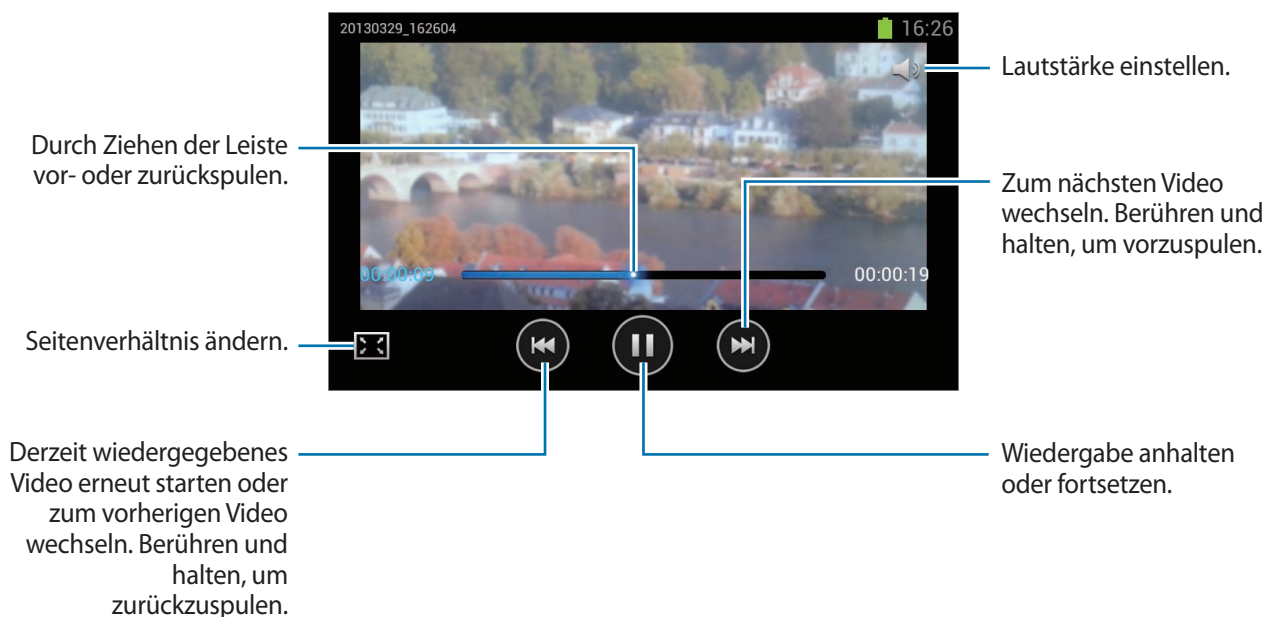 20130329_162604
16:26
Lautstärke einstellen.
Durch Ziehen der Leiste
vor- oder zurückspulen.
Zum nächsten Video
wechseln. Berühren und
halten, um vorzuspulen.
00:00:09
00:00:19
Seitenverhältnis ändern.
Derzeit wiedergegebenes
Video erneut starten oder
zum vorherigen Video
wechseln. Berühren und
halten, um
zurückzuspulen.
Wiedergabe anhalten
oder fortsetzen.